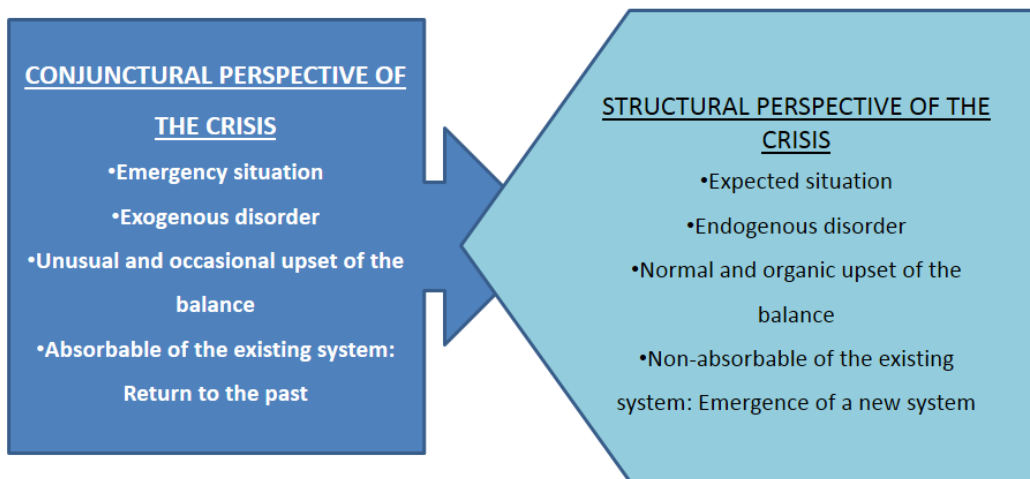 CONJUNCTURAL PERSPECTIVE OF
THE CRISIS
•Emergency situation
•Exogenous disorder
•Unusual and occasional upset of the
balance
•Absorbable of the existing system:
Return to the past
STRUCTURAL PERSPECTIVE OF THE
CRISIS
•Expected situation
•Endogenous disorder
•Normal and organic upset of the
balance
•Non-absorbable of the existing
system: Emergence of a new system